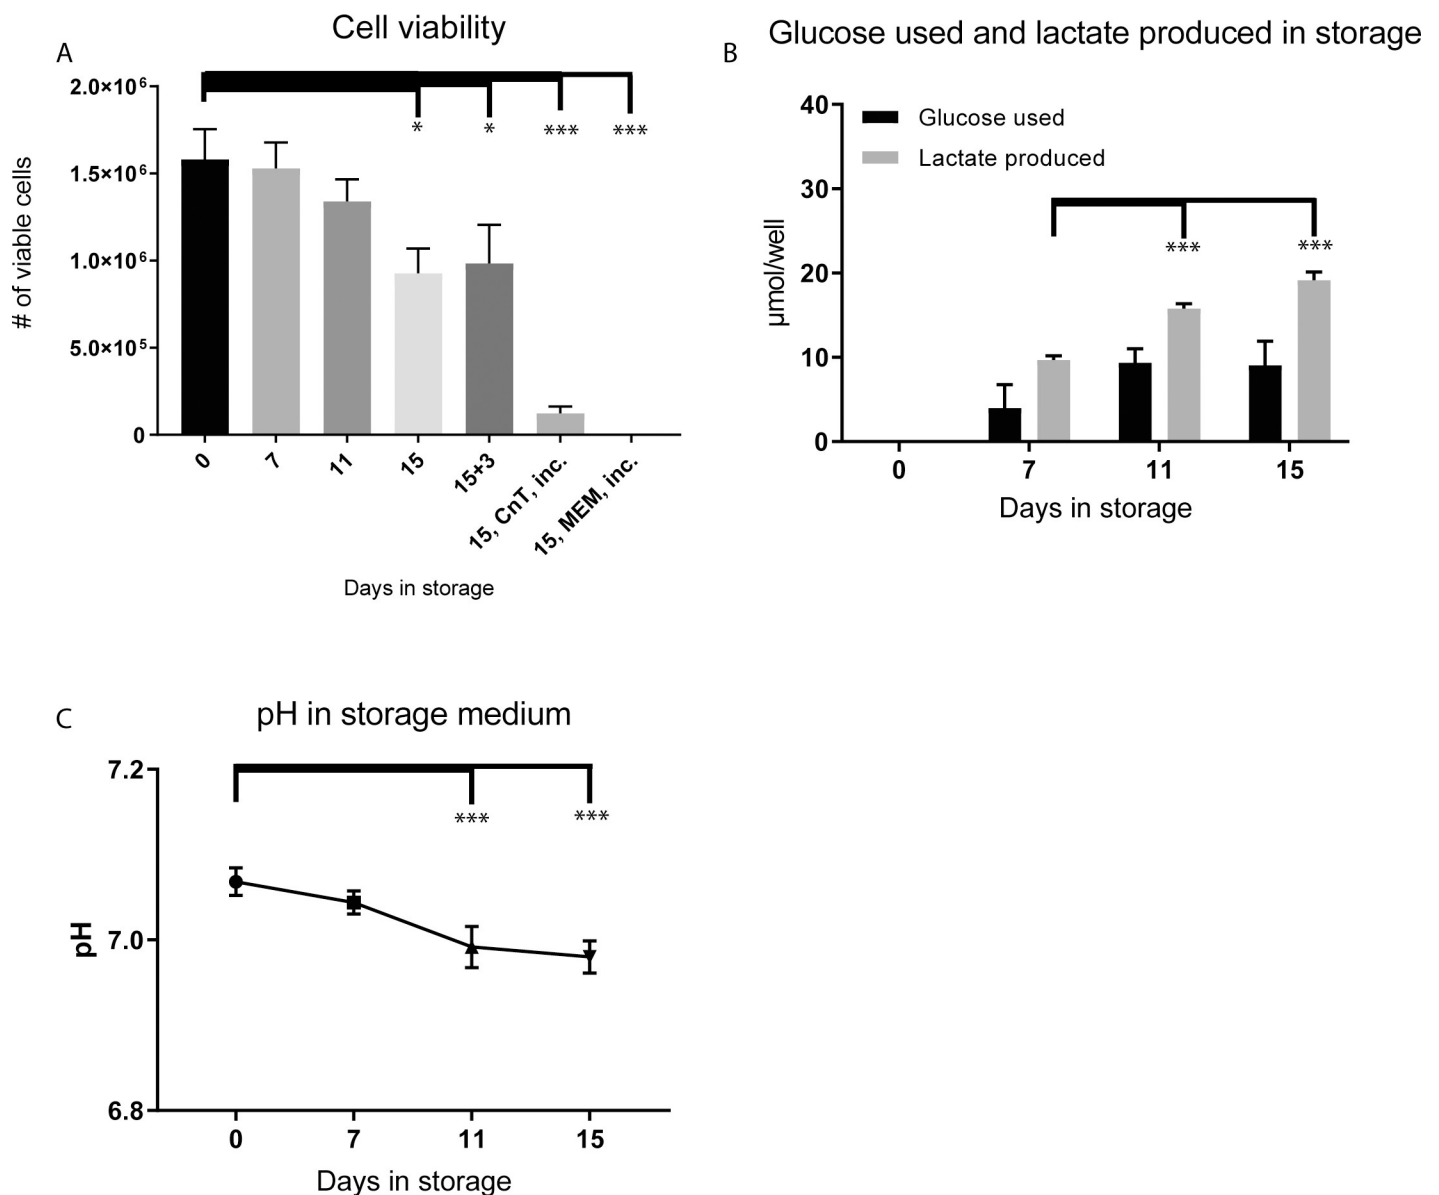 A
Cell viability
# of viable cells
2.0×10⁶
1.5×10⁶
1.0×10⁶
5.0×10⁵
0
* * *** ***
0 7 11 15 15+3 15, CnT, inc. 15, MEM, inc.
Days in storage
B
Glucose used and lactate produced in storage
µmol/well
40
30
20
10
0
Glucose used
Lactate produced
*** ***
0 7 11 15
Days in storage
C
pH in storage medium
pH
7.2
7.0
6.8
*** ***
0 7 11 15
Days in storage